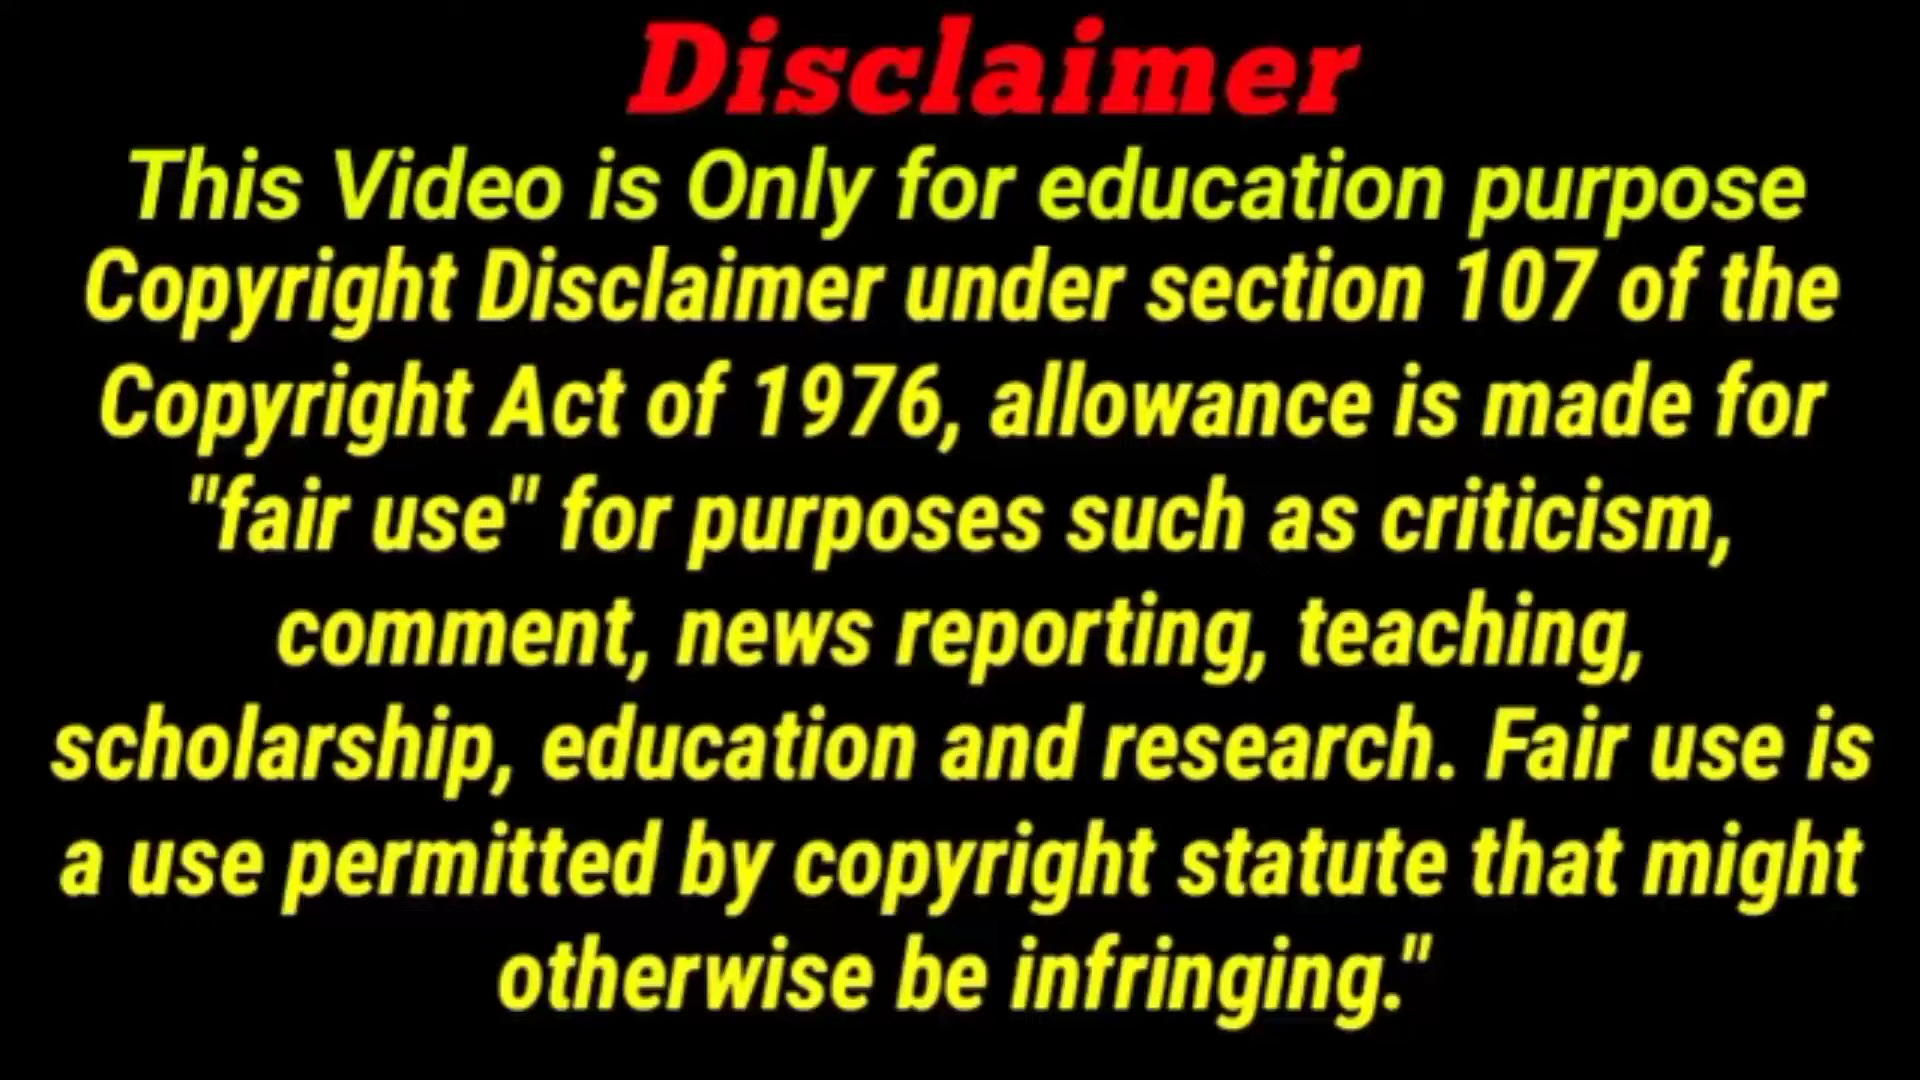 Disclaimer
This Video is Only for education purpose
Copyright Disclaimer under section 107 of the
Copyright Act of 1976, allowance is made for
"fair use" for purposes such as criticism,
comment, news reporting, teaching,
scholarship, education and research. Fair use is
a use permitted by copyright statute that might
otherwise be infringing."